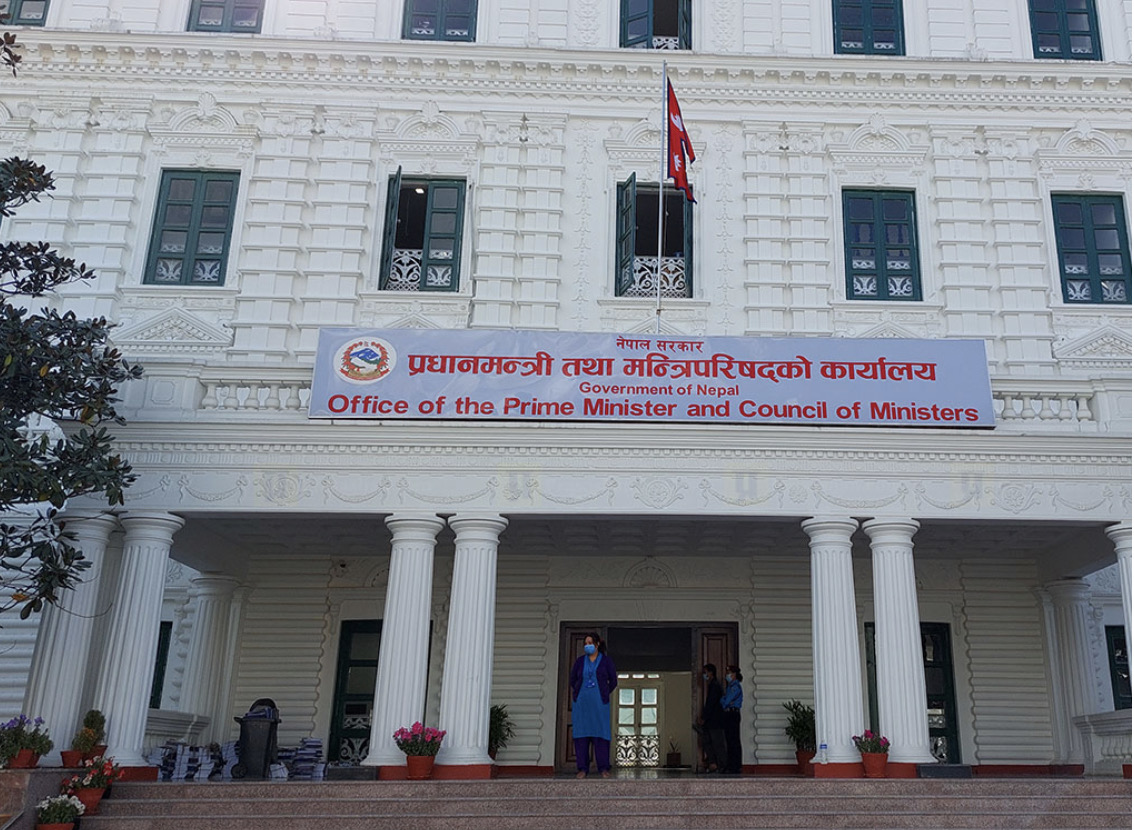 नेपाल सरकार
प्रधानमन्त्री तथा मन्त्रिपरिषद्को कार्यालय
Government of Nepal
Office of the Prime Minister and Council of Ministers